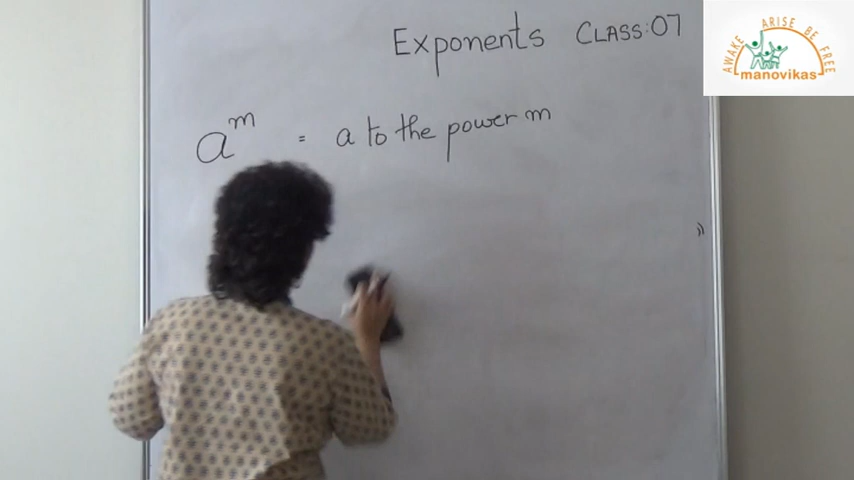 Exponents CLASS:07
a^m = a to the power m
AWAKE ARISE BE FREE
manovikas